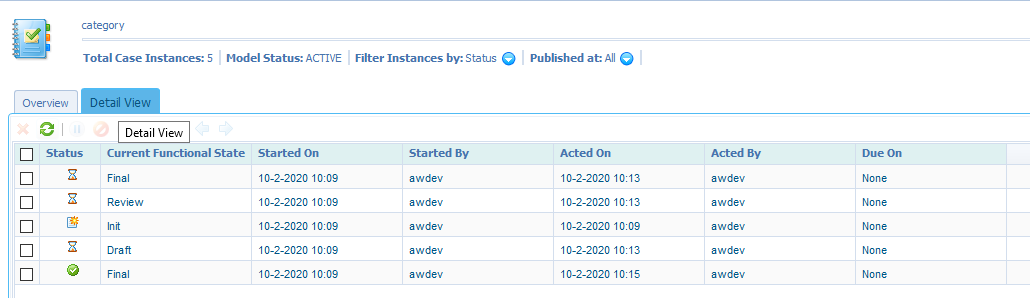 category
Total Case Instances: 5 Model Status: ACTIVE Filter Instances by: Status Published at: All
Overview Detail View
Detail View
Status Current Functional State Started On Started By Acted On Acted By Due On
Final 10-2-2020 10:09 awdev 10-2-2020 10:13 awdev None
Review 10-2-2020 10:09 awdev 10-2-2020 10:13 awdev None
Init 10-2-2020 10:09 awdev 10-2-2020 10:09 awdev None
Draft 10-2-2020 10:09 awdev 10-2-2020 10:13 awdev None
Final 10-2-2020 10:09 awdev 10-2-2020 10:15 awdev None